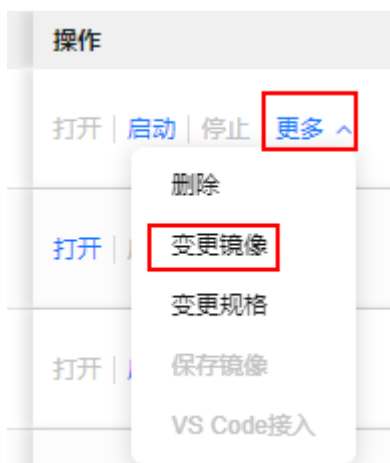 操作
打开 | 启动 | 停止 更多
删除
打开 | 变更镜像
变更规格
打开 | 保存镜像
VS Code接入